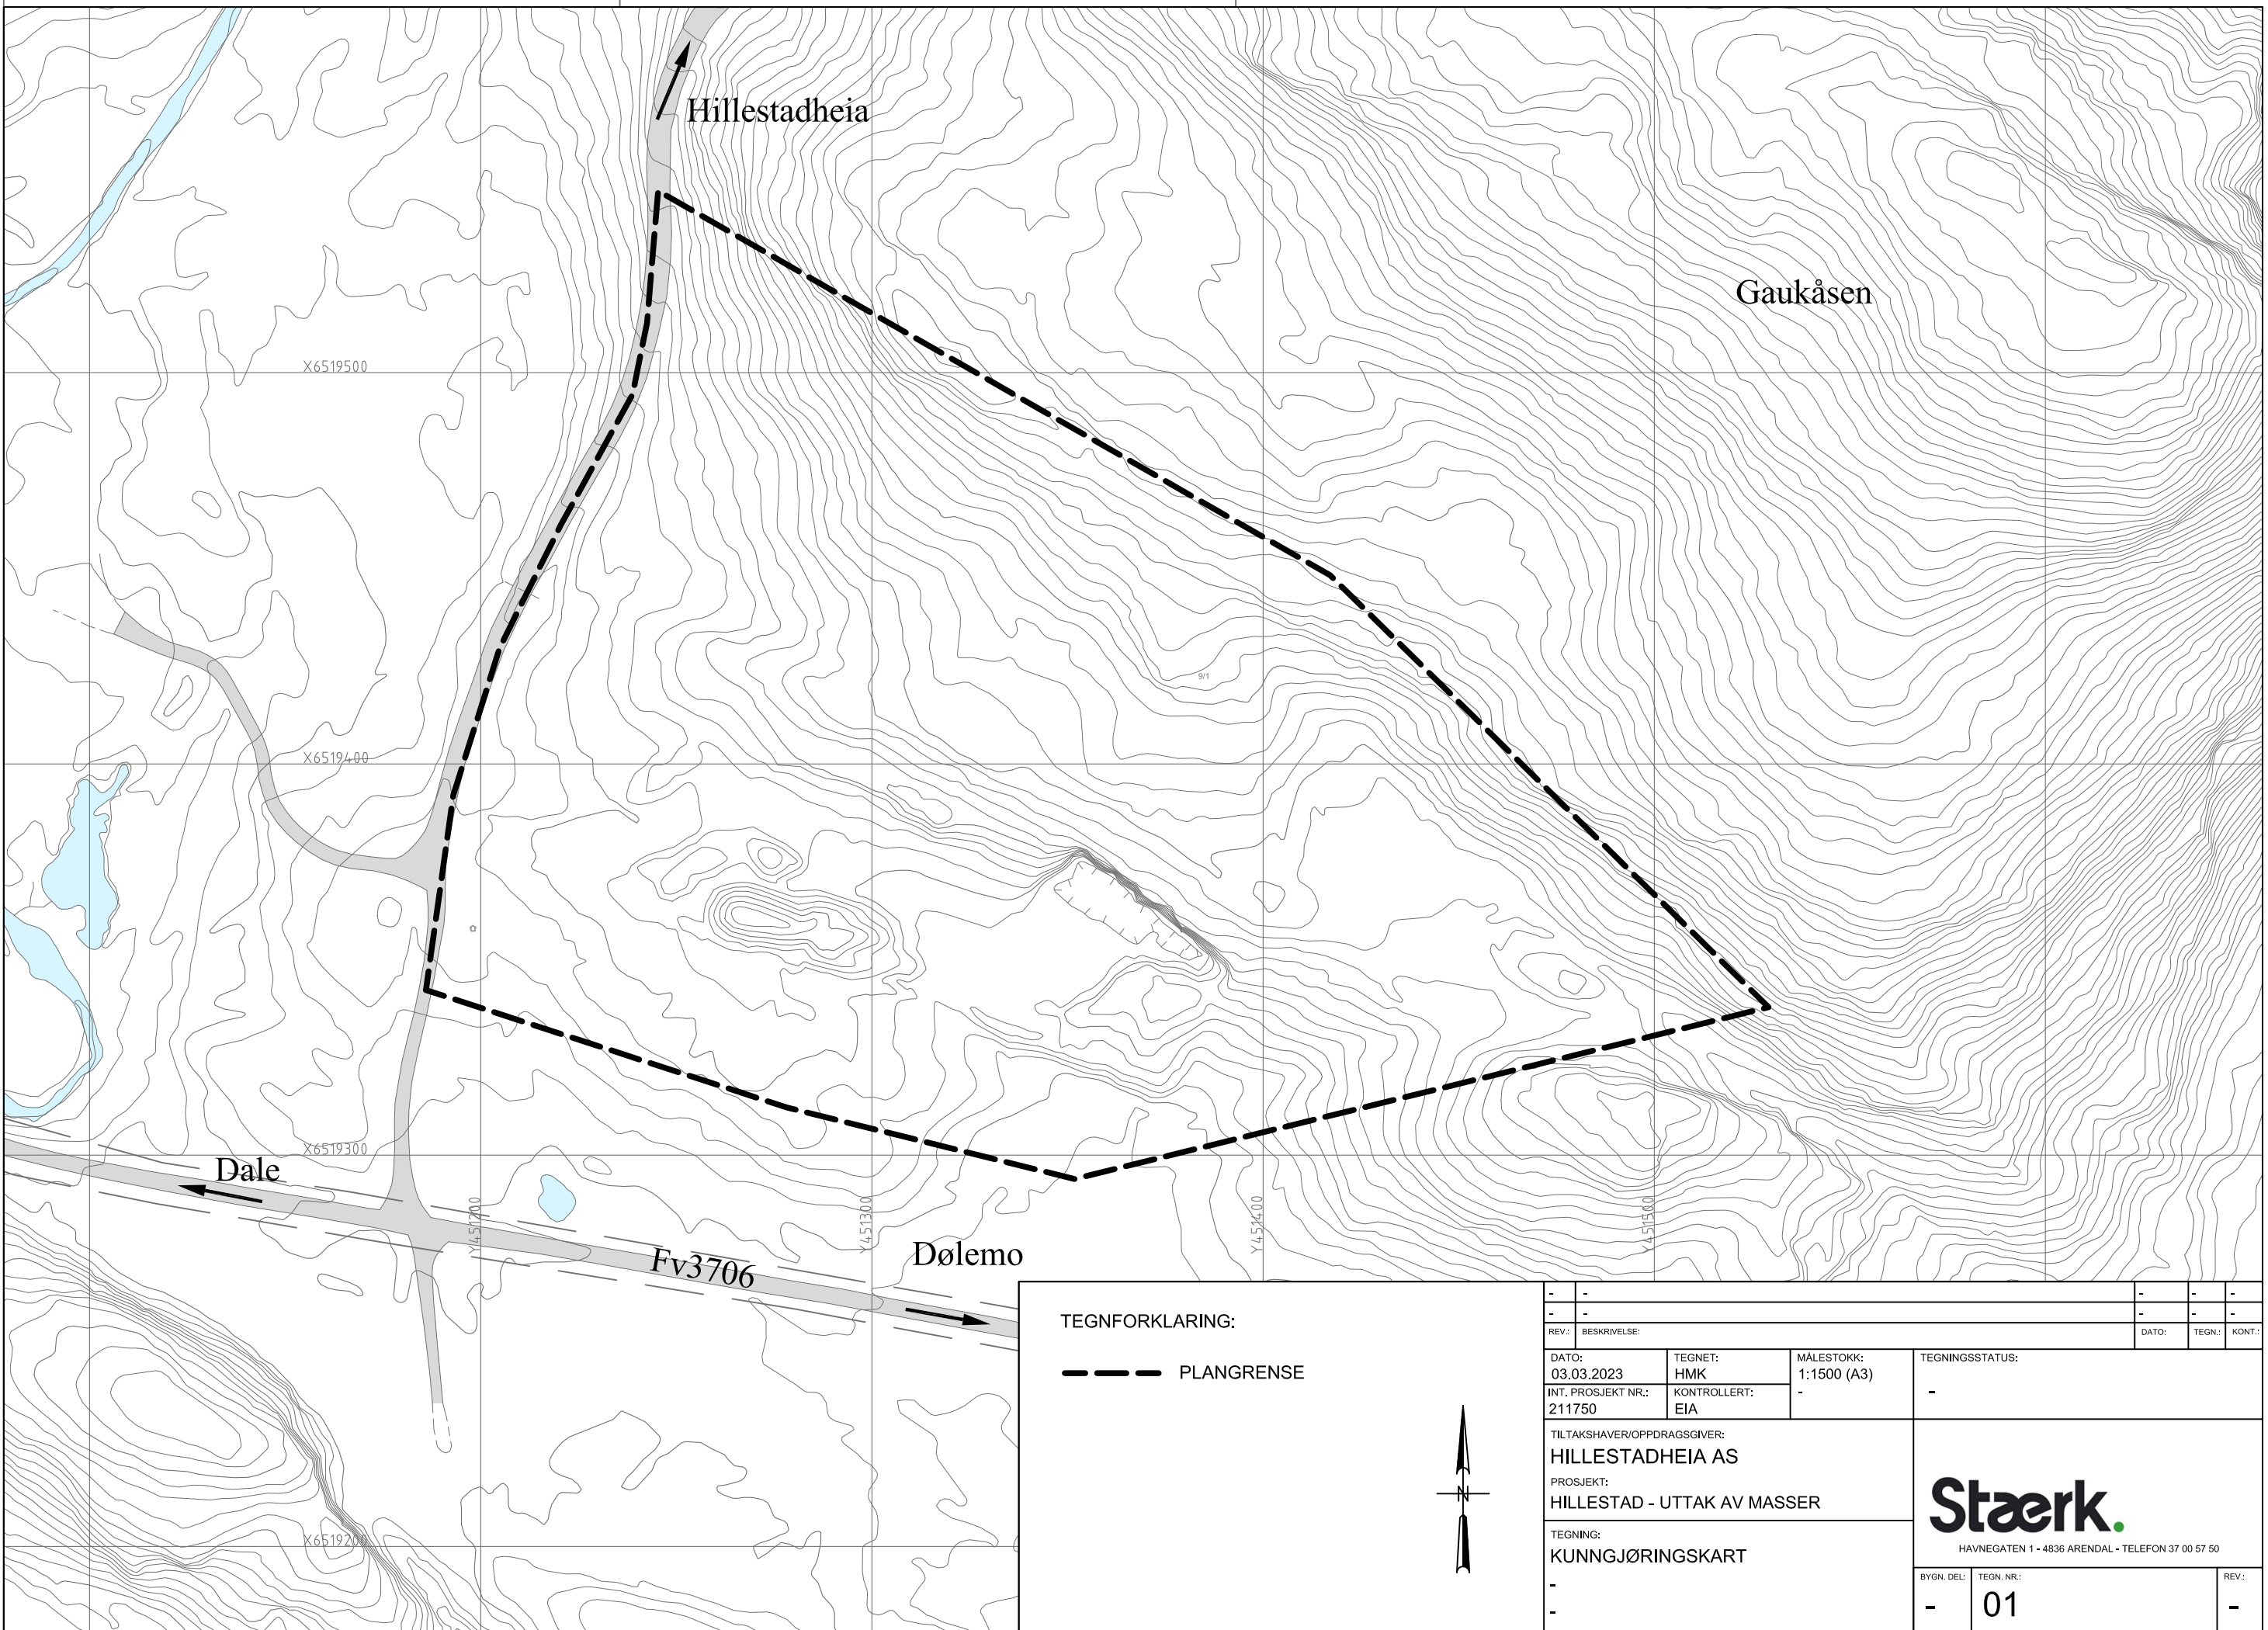 Hillestadheia
Gaukåsen
X6519500
9/1
X6519400
X6519300
Dale
Y451200
Y451300
Y451400
Y451500
Fv3706
Dølemo
X6519200
TEGNFORKLARING:
PLANGRENSE
N
- - - - -
- - - - -
REV.: BESKRIVELSE: DATO: TEGN.: KONT.:
DATO: TEGNET: MÅLESTOKK: TEGNINGSSTATUS:
03.03.2023 HMK 1:1500 (A3)
INT. PROSJEKT NR.: KONTROLLERT: - -
211750 EIA
TILTAKSHAVER/OPPDRAGSGIVER:
HILLESTADHEIA AS
PROSJEKT:
HILLESTAD - UTTAK AV MASSER
TEGNING:
KUNNGJØRINGSKART
-
-
Stærk.
HAVNEGATEN 1 - 4836 ARENDAL - TELEFON 37 00 57 50
BYGN. DEL: TEGN. NR.: REV.:
- 01 -